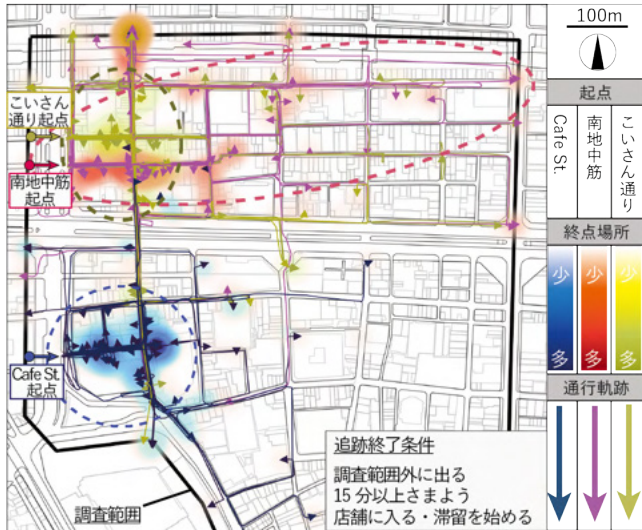 100m
起点
Cafe St.
南地中筋
こいさん通り
終点場所
少
少
少
多
多
多
通行軌跡
こいさん
通り起点
南地中筋
起点
Cafe St.
起点
調査範囲
追跡終了条件
調査範囲外に出る
15 分以上さまよう
店舗に入る・滞留を始める